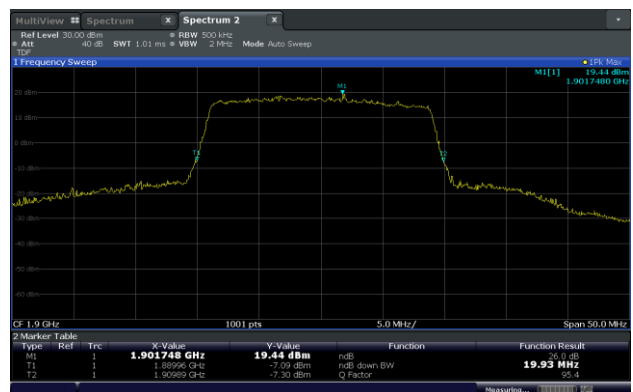 MultiView Spectrum X Spectrum 2 X
Ref Level 30.00 dBm RBW 500 kHz
Att 40 dB SWT 1.01 ms VBW 2 MHz Mode Auto Sweep
TDF
1 Frequency Sweep 1Pk Max
M1[1] 19.44 dBm
1.9017480 GHz
M1
20 dBm
10 dBm
0 dBm
T1 T2
-10 dBm
-20 dBm
-30 dBm
-40 dBm
-50 dBm
-60 dBm
CF 1.9 GHz 1001 pts 5.0 MHz/ Span 50.0 MHz
2 Marker Table
Type Ref Trc X-Value Y-Value Function Function Result
M1 1 1.901748 GHz 19.44 dBm ndB 26.0 dB
T1 1 1.88996 GHz -7.09 dBm ndB down BW 19.93 MHz
T2 1 1.90989 GHz -7.30 dBm Q Factor 95.4
Measuring...